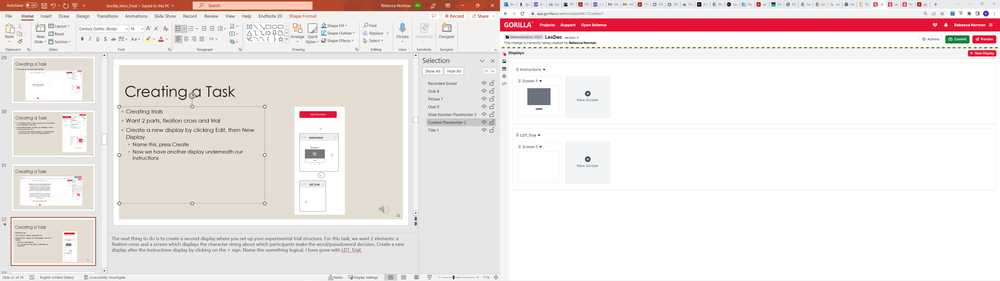 AutoSave Off
Gorilla_Intro_Final • Saved to this PC
Search
Rebecca Norman RN
File Home Insert Draw Design Transitions Animations Slide Show Record Review View Help EndNote 20 Shape Format
Record Share
Paste
New Slide
Layout
Reset
Section
Century Gothic (Body) 16
Arrange
Quick Styles
Shape Fill
Shape Outline
Shape Effects
Find
Replace
Select
Dictate
Sensitivity
Designer
Clipboard Slides Font Paragraph Drawing Editing Voice Sensitivity Designer
29
Creating a Task
30
Creating a Task
31
Creating a Task
32
Creating a Task
33
Creating a Task
Creating trials
Want 2 parts, fixation cross and trial
Create a new display by clicking Edit, then New
Display
Name this, press Create
Now we have another display underneath our
instructions
Task Structure
Instructions
Screen 1
LDT_Trial
32
Selection
Show All Hide All
Recorded Sound
Oval 8
Picture 7
Oval 9
Slide Number Placeholder 3
Content Placeholder 2
Title 1
The next thing to do is to create a second display where you set up your experimental trial structure. For this task, we want 2 elements: a
fixation cross and a screen which displays the character string about which participants make the word/pseudoword decision. Create a new
display after the Instructions display by clicking on the + sign. Name this something logical, I have gone with LDT_Trial.
Slide 32 of 78 English (United States) Accessibility: Investigate Notes Display Settings 71%
app.gorilla.sc/admin/task/646172/editor?
GORILLA Projects Support Open Science Rebecca Norman
Demonstration 2023 LexDec version 3
This change is currently being created by Rebecca Norman
Actions Commit Preview
Displays
+ New Display
Instructions
Screen 1
New Screen
LDT_Trial
Screen 1
New Screen